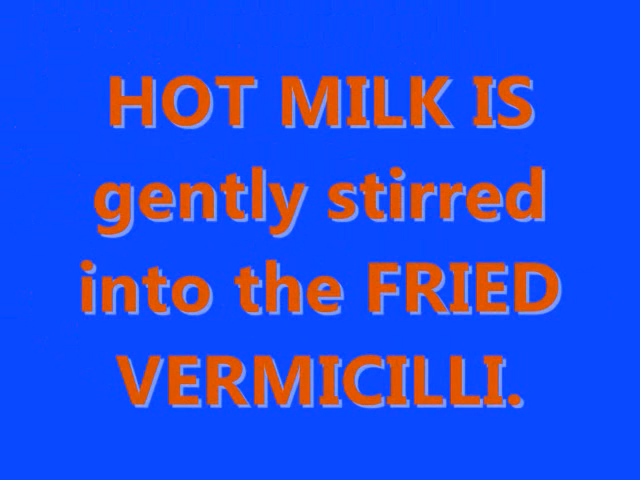 HOT MILK IS
gently stirred
into the FRIED
VERMICILLI.